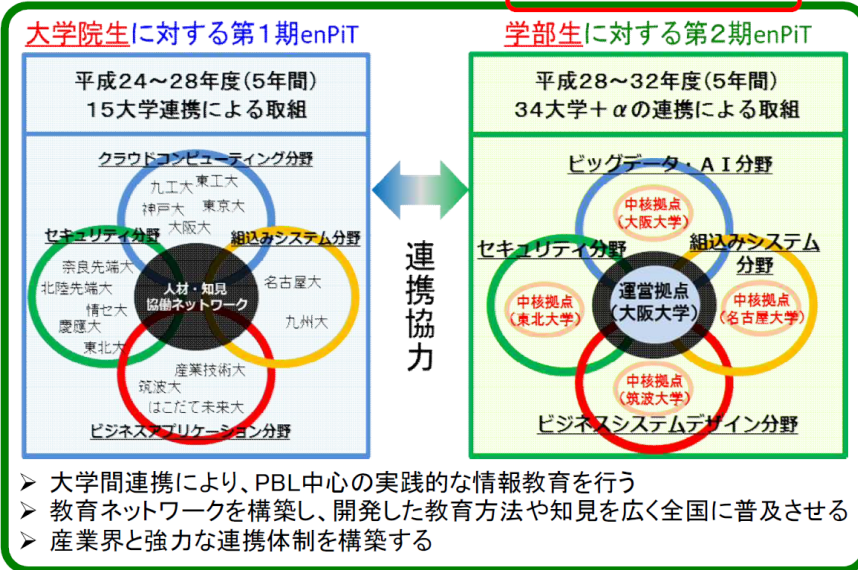 大学院生に対する第1期enPiT
平成24～28年度(5年間)
15大学連携による取組
クラウドコンピューティング分野
九工大 東工大
神戸大 東京大
大阪大
セキュリティ分野
奈良先端大
北陸先端大
情セ大
慶應大
東北大
組込みシステム分野
名古屋大
九州大
人材・知見
協働ネットワーク
産業技術大
筑波大
はこだて未来大
ビジネスアプリケーション分野
連携協力
学部生に対する第2期enPiT
平成28～32年度(5年間)
34大学＋αの連携による取組
ビッグデータ・ＡＩ分野
中核拠点
(大阪大学)
セキュリティ分野
中核拠点
(東北大学)
組込みシステム
分野
中核拠点
(名古屋大学)
運営拠点
(大阪大学)
中核拠点
(筑波大学)
ビジネスシステムデザイン分野
➢ 大学間連携により、PBL中心の実践的な情報教育を行う
➢ 教育ネットワークを構築し、開発した教育方法や知見を広く全国に普及させる
➢ 産業界と強力な連携体制を構築する